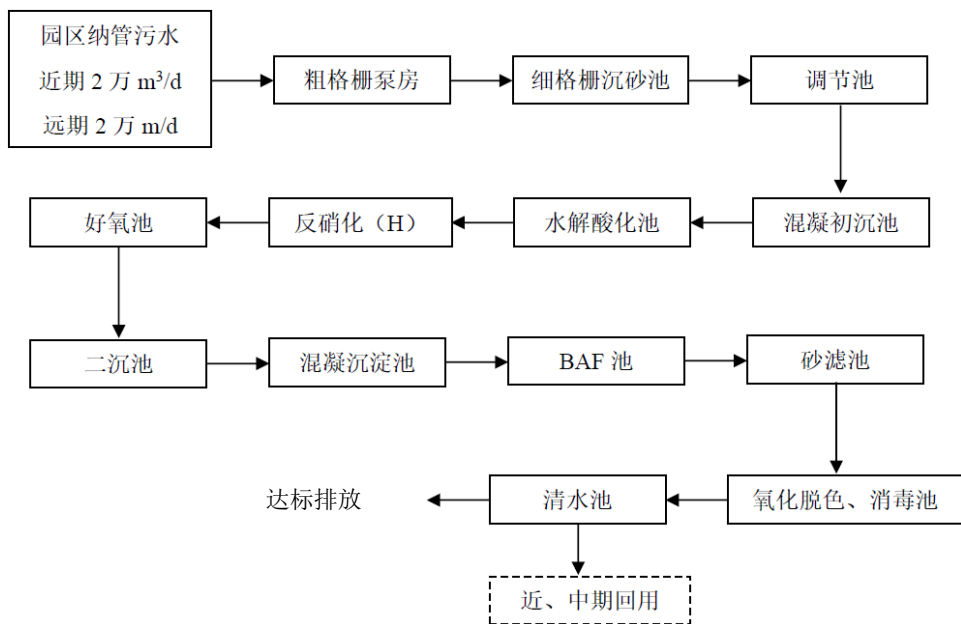 园区纳管污水
近期 2 万 m³/d
远期 2 万 m/d
粗格栅泵房
细格栅沉砂池
调节池
好氧池
反硝化（H）
水解酸化池
混凝初沉池
二沉池
混凝沉淀池
BAF 池
砂滤池
达标排放
清水池
氧化脱色、消毒池
近、中期回用